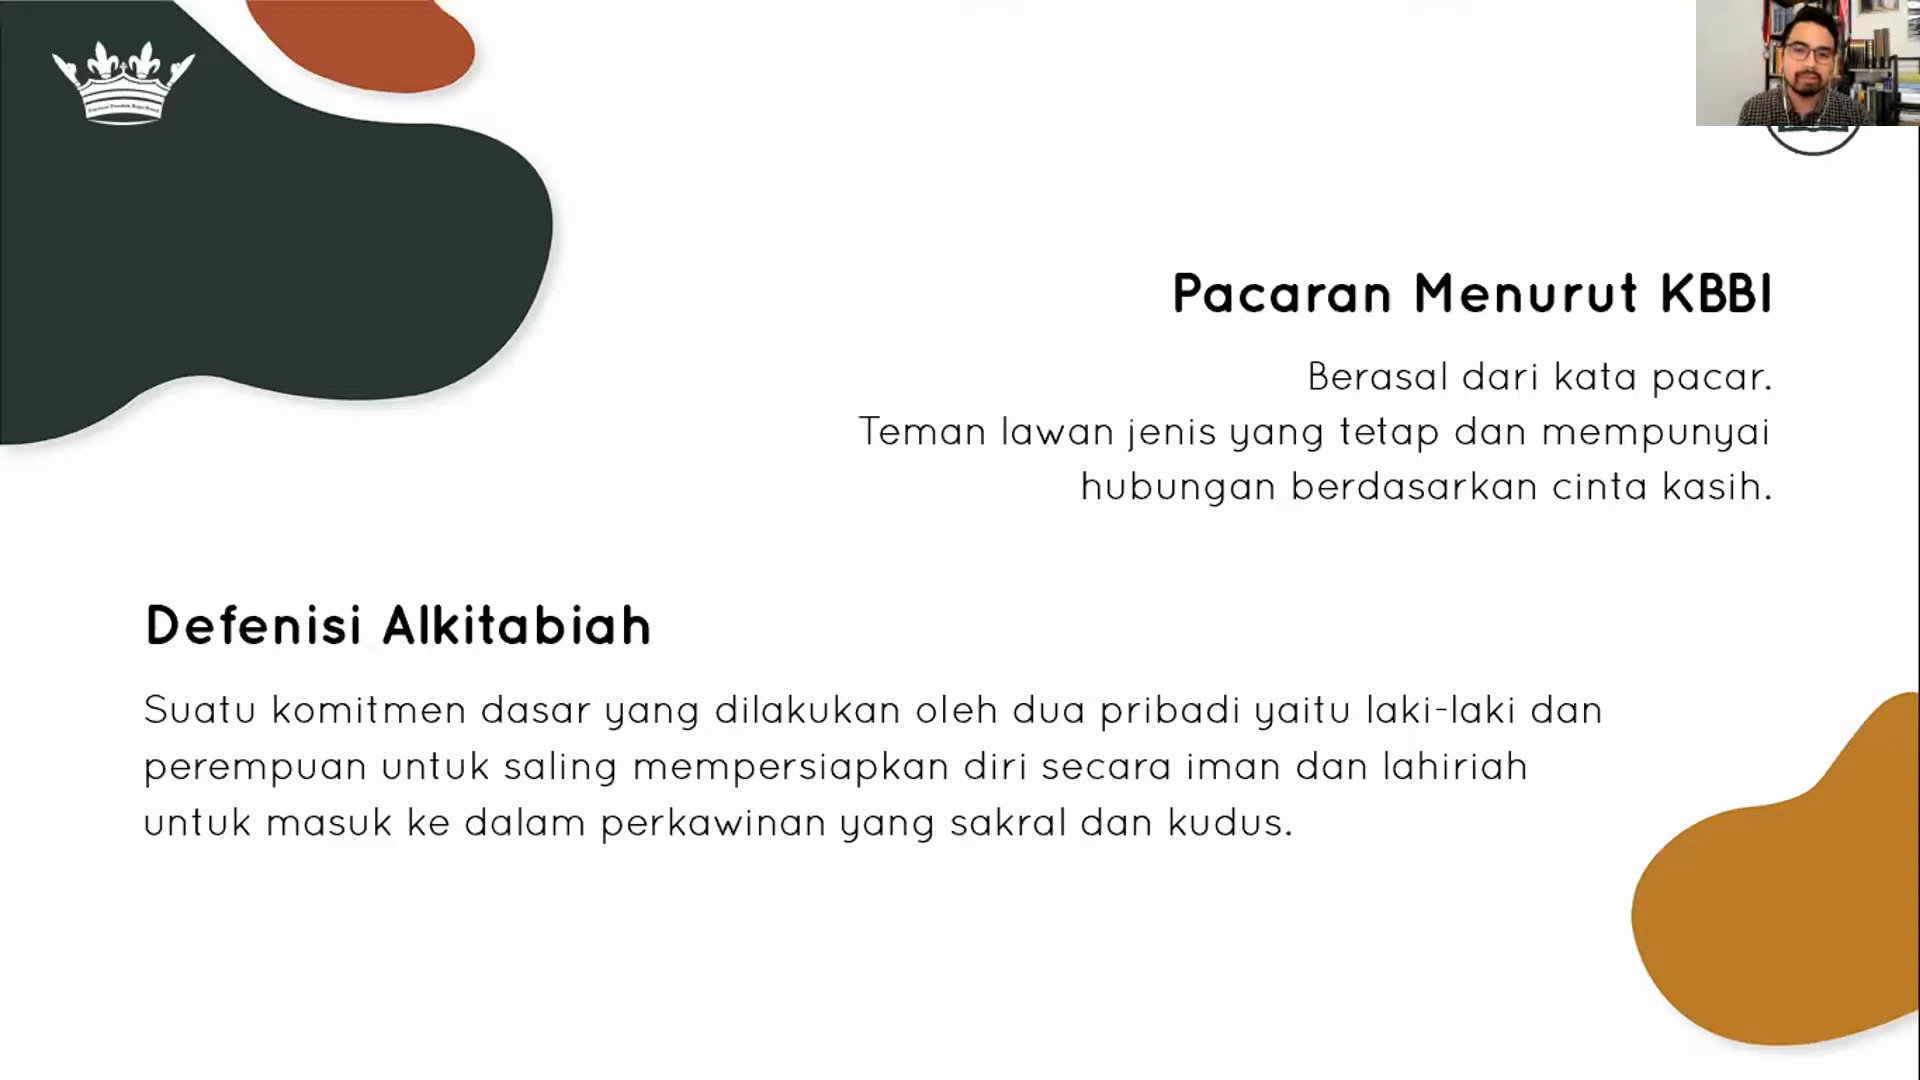 Pacaran Menurut KBBI
Berasal dari kata pacar.
Teman lawan jenis yang tetap dan mempunyai
hubungan berdasarkan cinta kasih.
Defenisi Alkitabiah
Suatu komitmen dasar yang dilakukan oleh dua pribadi yaitu laki-laki dan
perempuan untuk saling mempersiapkan diri secara iman dan lahiriah
untuk masuk ke dalam perkawinan yang sakral dan kudus.